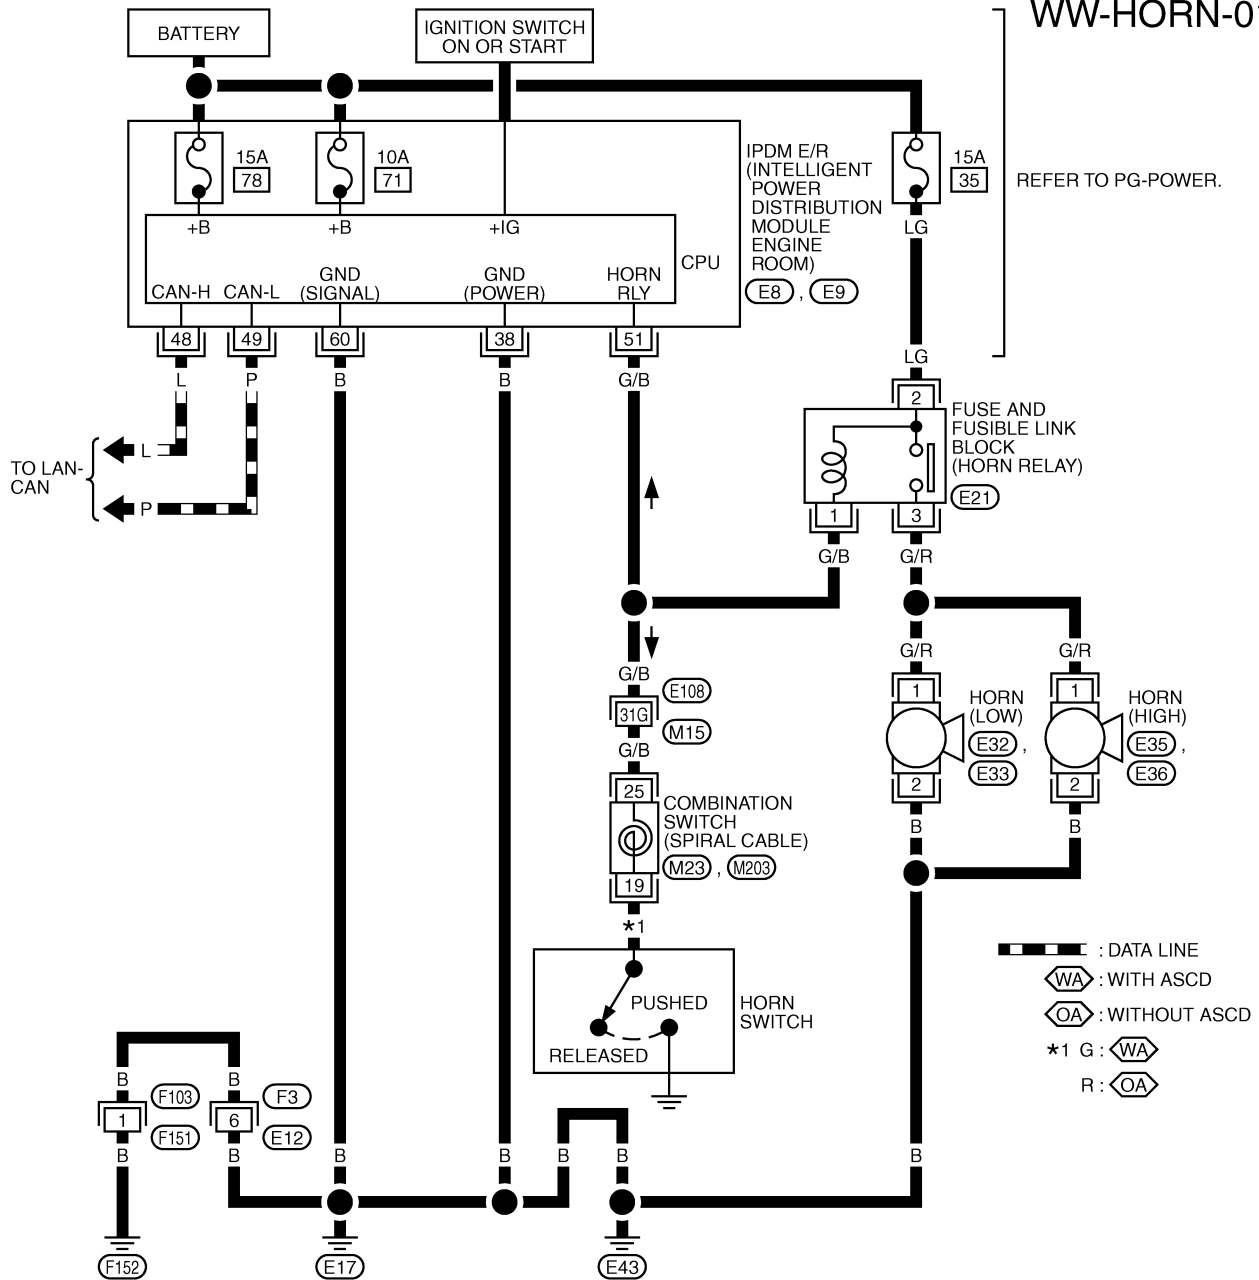 WW-HORN-01
BATTERY
IGNITION SWITCH
ON OR START
15A
78
10A
71
IPDM E/R
(INTELLIGENT
POWER
DISTRIBUTION
MODULE
ENGINE
ROOM)
E8 , E9
15A
35
REFER TO PG-POWER.
LG
+B
+B
+IG
CPU
CAN-H
CAN-L
GND
(SIGNAL)
GND
(POWER)
HORN
RLY
48
49
60
38
51
L
P
B
B
G/B
LG
2
FUSE AND
FUSIBLE LINK
BLOCK
(HORN RELAY)
E21
TO LAN-
CAN
L
P
1
3
G/B
G/R
G/B
E108
31G
M15
G/B
G/R
G/R
1
1
HORN
(LOW)
E32 ,
E33
HORN
(HIGH)
E35 ,
E36
2
2
B
B
25
COMBINATION
SWITCH
(SPIRAL CABLE)
M23 , M203
19
*1
PUSHED
RELEASED
HORN
SWITCH
: DATA LINE
WA : WITH ASCD
OA : WITHOUT ASCD
*1 G : WA
R : OA
B
B
F103
F3
1
6
F151
E12
B
B
B
B
B
B
B
F152
E17
E43